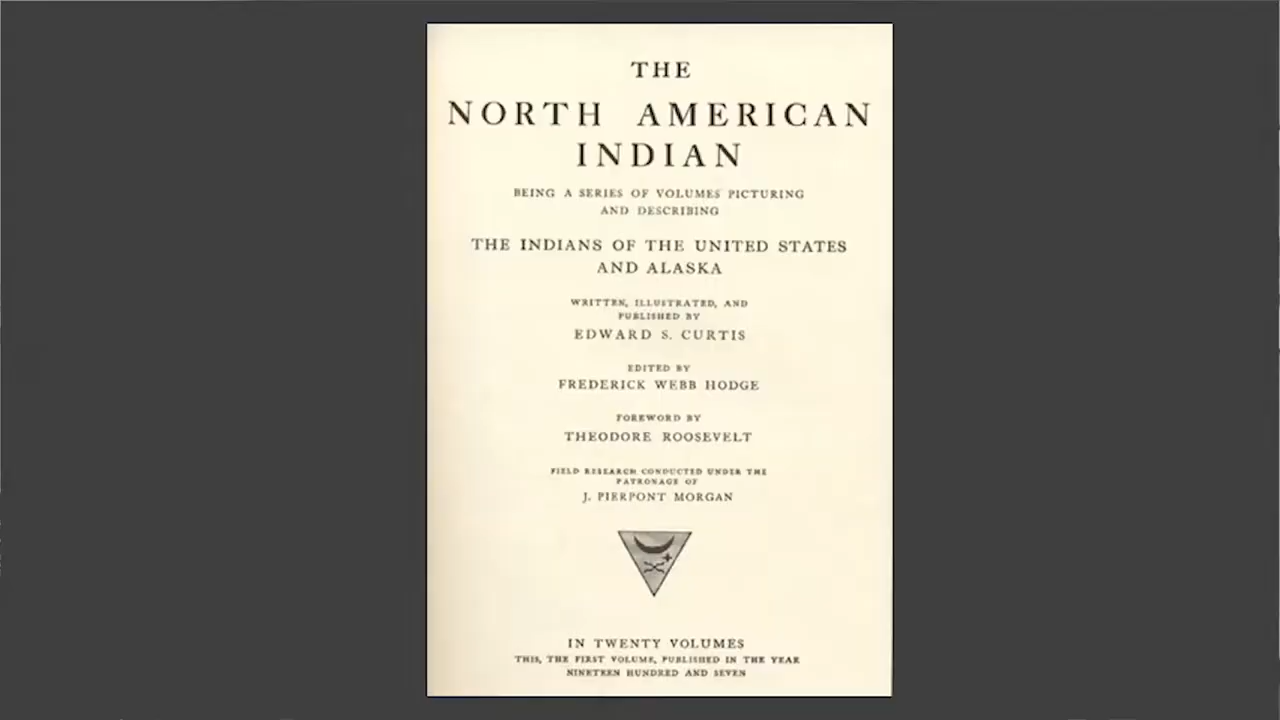 THE
NORTH AMERICAN
INDIAN
BEING A SERIES OF VOLUMES PICTURING
AND DESCRIBING
THE INDIANS OF THE UNITED STATES
AND ALASKA
WRITTEN, ILLUSTRATED, AND
PUBLISHED BY
EDWARD S. CURTIS
EDITED BY
FREDERICK WEBB HODGE
FOREWORD BY
THEODORE ROOSEVELT
FIELD RESEARCH CONDUCTED UNDER THE
PATRONAGE OF
J. PIERPONT MORGAN
IN TWENTY VOLUMES
THIS, THE FIRST VOLUME, PUBLISHED IN THE YEAR
NINETEEN HUNDRED AND SEVEN